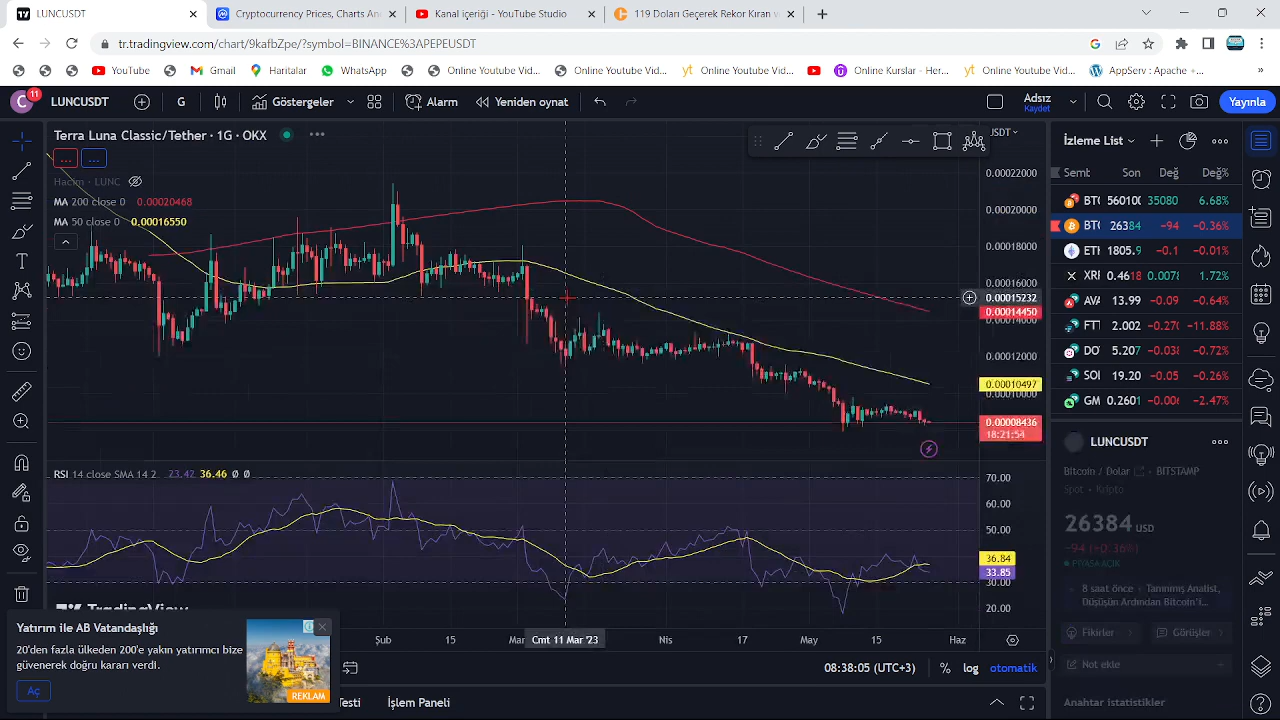 LUNCUSDT
Cryptocurrency Prices, Charts An
Kanal içeriği - YouTube Studio
119 Doları Geçerek Rekor Kıran v
tr.tradingview.com/chart/9kafbZpe/?symbol=BINANCE%3APEPEUSDT
YouTube
Gmail
Haritalar
WhatsApp
Online Youtube Vid...
Online Youtube Vid...
Online Youtube Vid...
Online Kurslar - Her...
Online Youtube Vid...
AppServ : Apache +...
»
C 11
LUNCUSDT
G
Göstergeler
Alarm
Yeniden oynat
Adsız
Kaydet
Yayınla
Terra Luna Classic/Tether · 1G · OKX
USDT
Hacim · LUNC
MA 200 close 0 0.00020468
MA 50 close 0 0.00016550
0.00022000
0.00020000
0.00018000
0.00016000
0.00015232
0.00014450
0.00014000
0.00012000
0.00010497
0.00010000
0.00008436
18:21:54
RSI 14 close SMA 14 2 23.42 36.46 Ø Ø
70.00
60.00
50.00
36.84
33.85
30.00
20.00
TradingView
Şub
15
Mar
Cmt 11 Mar '23
Nis
17
May
15
Haz
08:38:05 (UTC+3)
%
log
otomatik
Testi
İşlem Paneli
Yatırım ile AB Vatandaşlığı
20'den fazla ülkeden 200'e yakın yatırımcı bize
güvenerek doğru kararı verdi.
Aç
REKLAM
İzleme List
Semt Son Değ Değ%
BTC 56010 35080 6.68%
BTC 26384 −94 −0.36%
ETH 1805.9 −0.1 −0.01%
XRI 0.4618 0.0078 1.72%
AVA 13.99 −0.09 −0.64%
FTT 2.002 −0.270 −11.88%
DO 5.207 −0.038 −0.72%
SOI 19.20 −0.05 −0.26%
GM 0.2601 −0.006 −2.47%
LUNCUSDT
Bitcoin / Dolar
BITSTAMP
Spot • Kripto
26384 USD
−94 (−0.36%)
PİYASA AÇIK
8 saat önce • Tanınmış Analist,
Düşüşün Ardından Bitcoin'i...
Fikirler
Görüşler
Not ekle
Anahtar istatistikler